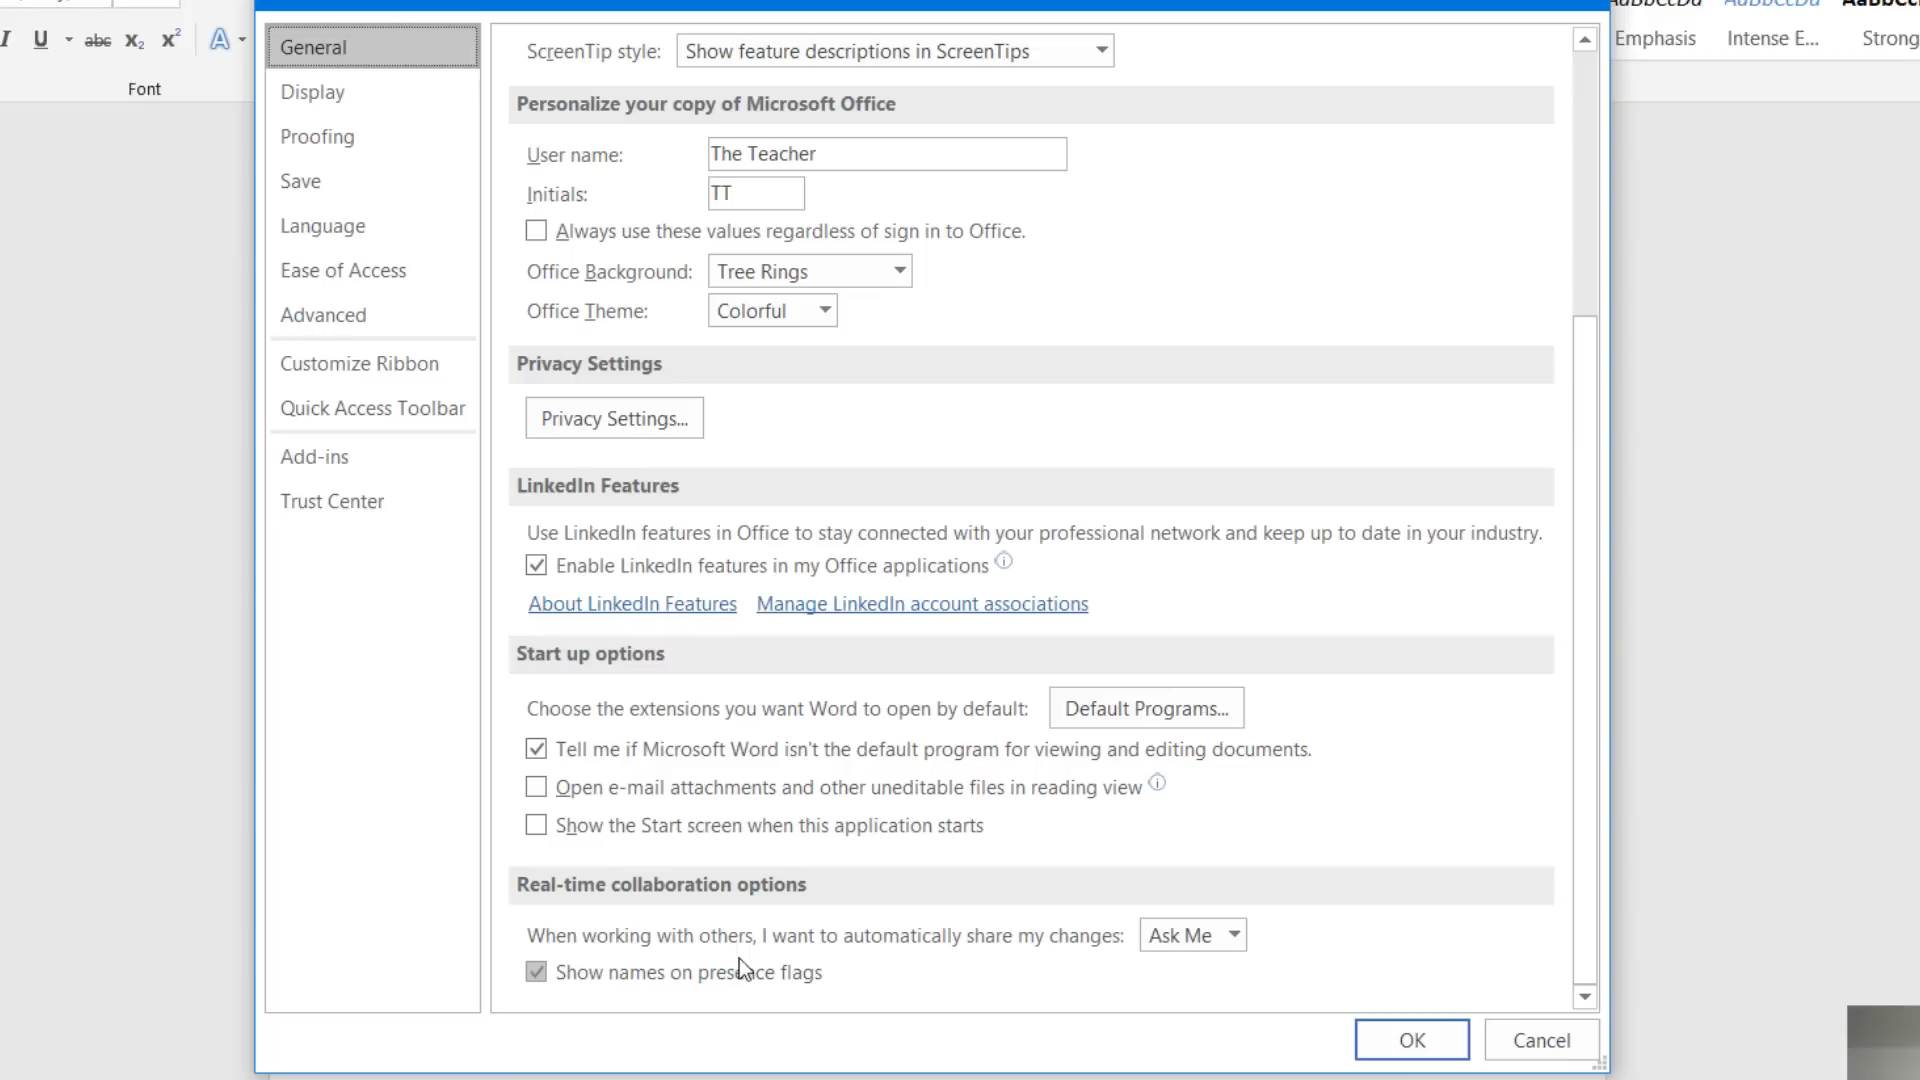 I U abc X₂ X² A
Font
AaBbCcD AaBbCcD AaBbCc
Emphasis Intense E... Strong
General
Display
Proofing
Save
Language
Ease of Access
Advanced
Customize Ribbon
Quick Access Toolbar
Add-ins
Trust Center
ScreenTip style: Show feature descriptions in ScreenTips
Personalize your copy of Microsoft Office
User name: The Teacher
Initials: TT
Always use these values regardless of sign in to Office.
Office Background: Tree Rings
Office Theme: Colorful
Privacy Settings
Privacy Settings...
LinkedIn Features
Use LinkedIn features in Office to stay connected with your professional network and keep up to date in your industry.
Enable LinkedIn features in my Office applications
About LinkedIn Features Manage LinkedIn account associations
Start up options
Choose the extensions you want Word to open by default: Default Programs...
Tell me if Microsoft Word isn't the default program for viewing and editing documents.
Open e-mail attachments and other uneditable files in reading view
Show the Start screen when this application starts
Real-time collaboration options
When working with others, I want to automatically share my changes: Ask Me
Show names on presence flags
OK Cancel